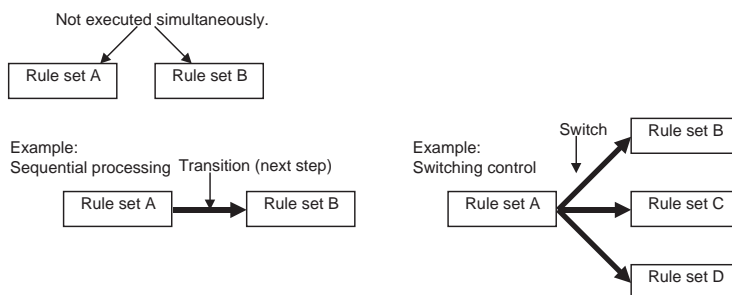 Not executed simultaneously.
Rule set A
Rule set B
Example:
Sequential processing
Transition (next step)
Rule set A
Rule set B
Example:
Switching control
Switch
Rule set A
Rule set B
Rule set C
Rule set D